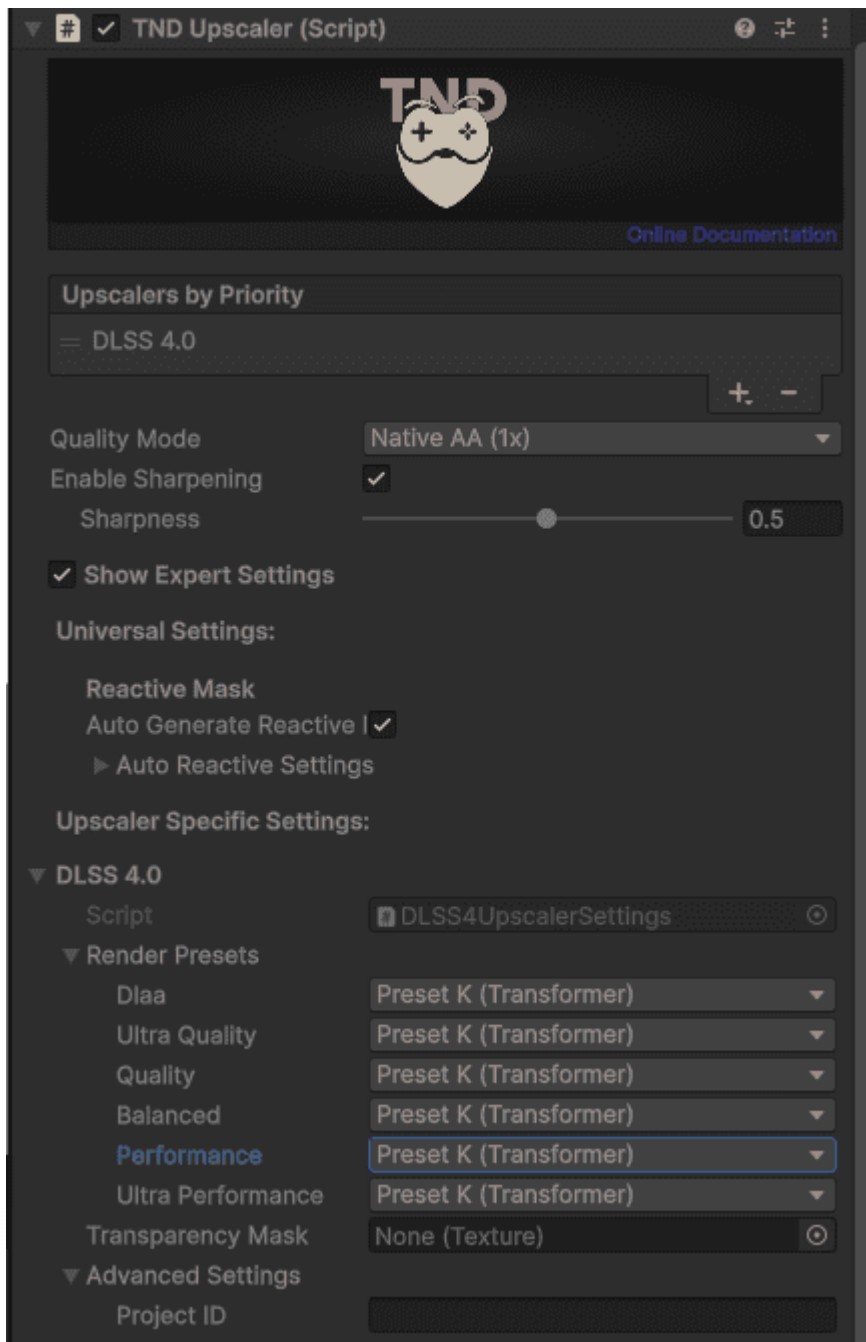 # TND Upscaler (Script)
TND
Online Documentation
Upscalers by Priority
DLSS 4.0
Quality Mode Native AA (1x)
Enable Sharpening
Sharpness 0.5
Show Expert Settings
Universal Settings:
Reactive Mask
Auto Generate Reactive
Auto Reactive Settings
Upscaler Specific Settings:
DLSS 4.0
Script # DLSS4UpscalerSettings
Render Presets
Dlaa Preset K (Transformer)
Ultra Quality Preset K (Transformer)
Quality Preset K (Transformer)
Balanced Preset K (Transformer)
Performance Preset K (Transformer)
Ultra Performance Preset K (Transformer)
Transparency Mask None (Texture)
Advanced Settings
Project ID